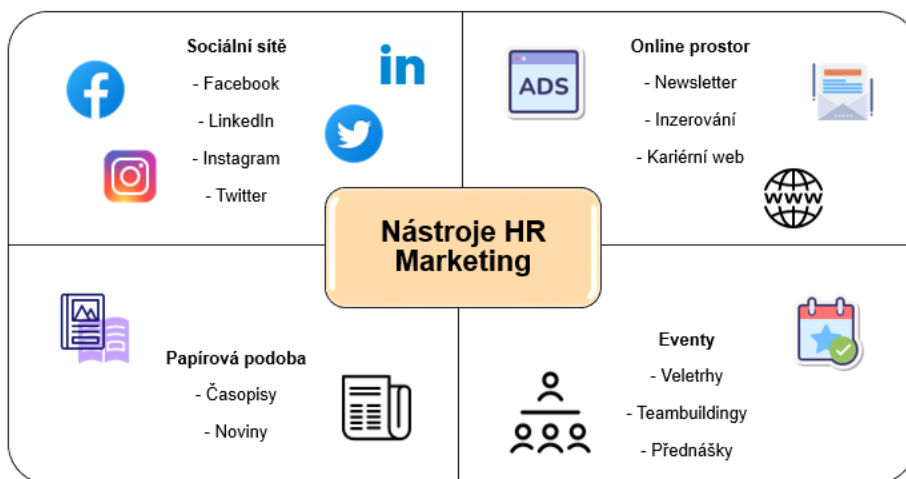 Sociální sítě
- Facebook
- LinkedIn
- Instagram
- Twitter
in
Online prostor
- Newsletter
- Inzerování
- Kariérní web
ADS
www
Nástroje HR
Marketing
Papírová podoba
- Časopisy
- Noviny
Eventy
- Veletrhy
- Teambuildingy
- Přednášky